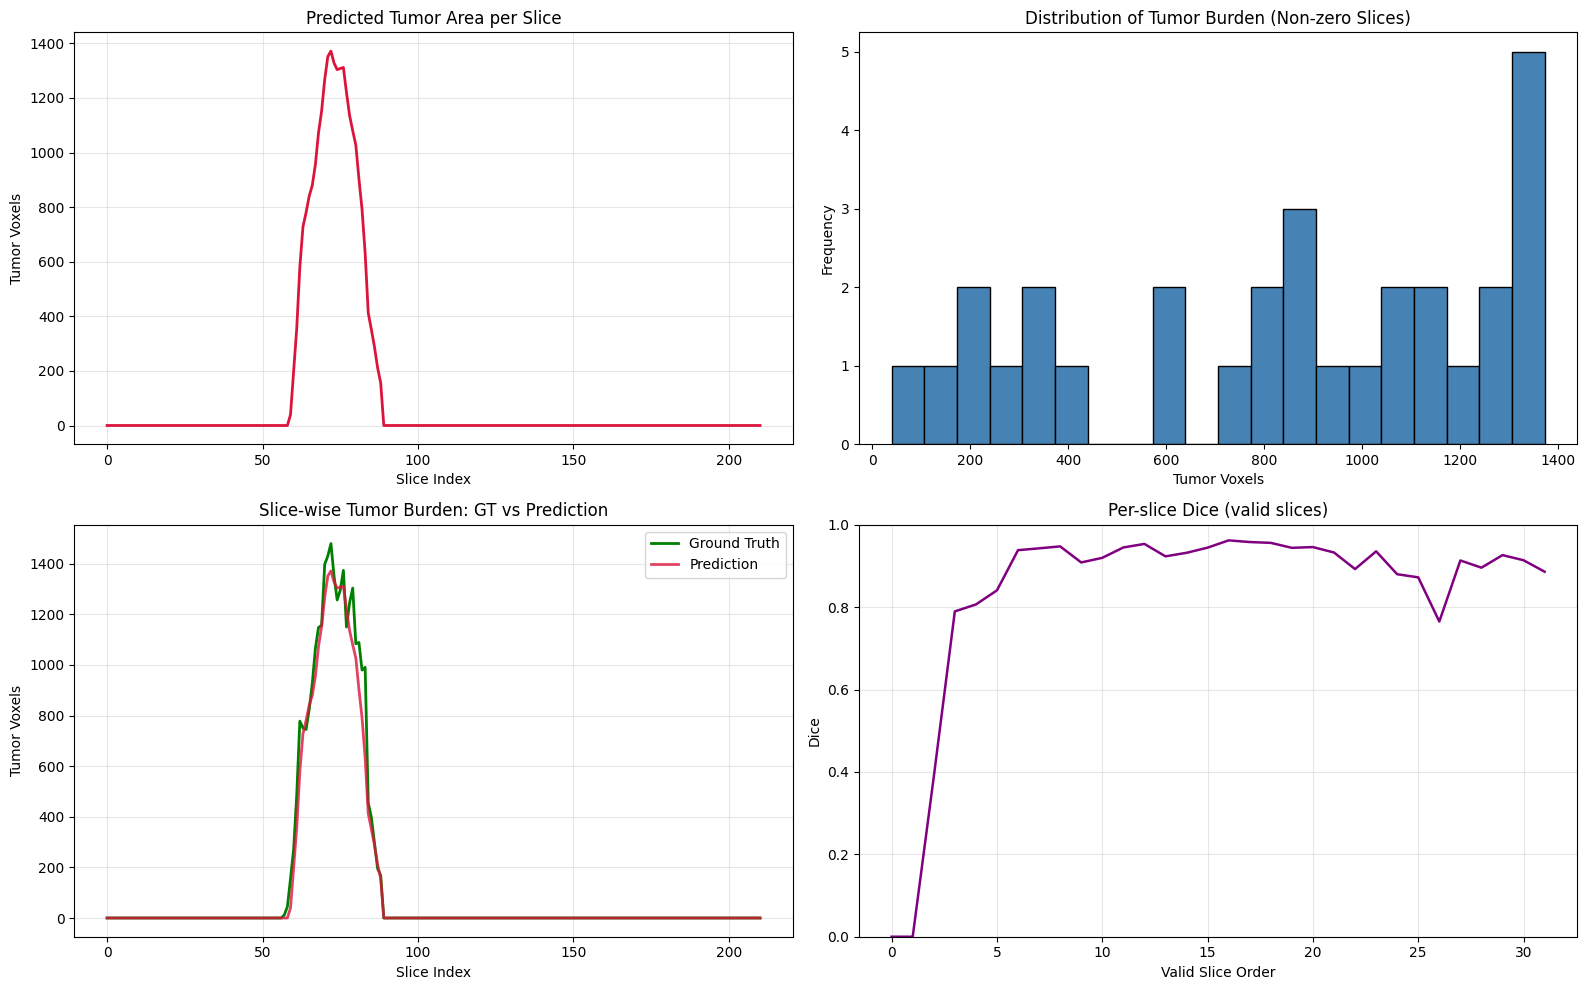 Predicted Tumor Area per Slice
1400
1200
1000
800
600
400
200
0
Tumor Voxels
0 50 100 150 200
Slice Index
Distribution of Tumor Burden (Non-zero Slices)
5
4
3
2
1
0
Frequency
0 200 400 600 800 1000 1200 1400
Tumor Voxels
Slice-wise Tumor Burden: GT vs Prediction
Ground Truth
Prediction
1400
1200
1000
800
600
400
200
0
Tumor Voxels
0 50 100 150 200
Slice Index
Per-slice Dice (valid slices)
1.0
0.8
0.6
0.4
0.2
0.0
Dice
0 5 10 15 20 25 30
Valid Slice Order